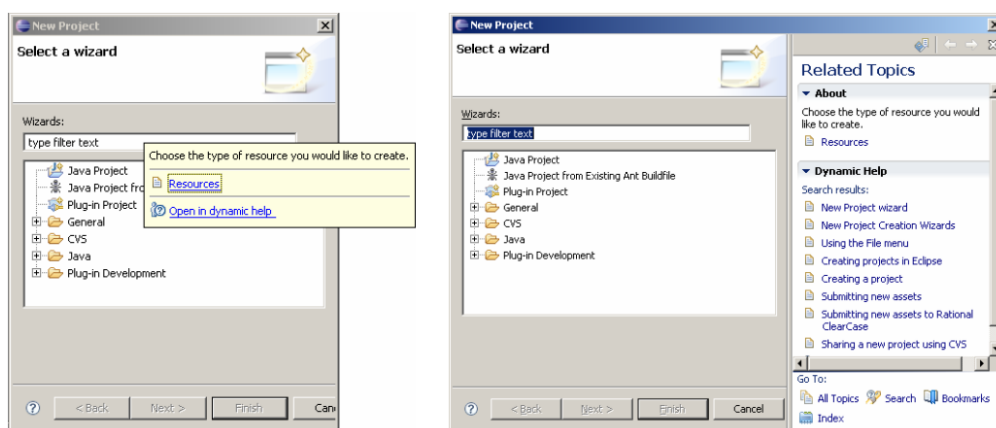 New Project
Select a wizard
Wizards:
type filter text
Choose the type of resource you would like to create.
Resources
Open in dynamic help
Java Project
Java Project fro
Plug-in Project
General
CVS
Java
Plug-in Development
< Back
Next >
Finish
Can
New Project
Select a wizard
Wizards:
type filter text
Java Project
Java Project from Existing Ant Buildfile
Plug-in Project
General
CVS
Java
Plug-in Development
< Back
Next >
Finish
Cancel
Related Topics
About
Choose the type of resource you would
like to create.
Resources
Dynamic Help
Search results:
New Project wizard
New Project Creation Wizards
Using the File menu
Creating projects in Eclipse
Creating a project
Submitting new assets
Submitting new assets to Rational
ClearCase
Sharing a new project using CVS
Go To:
All Topics Search Bookmarks
Index